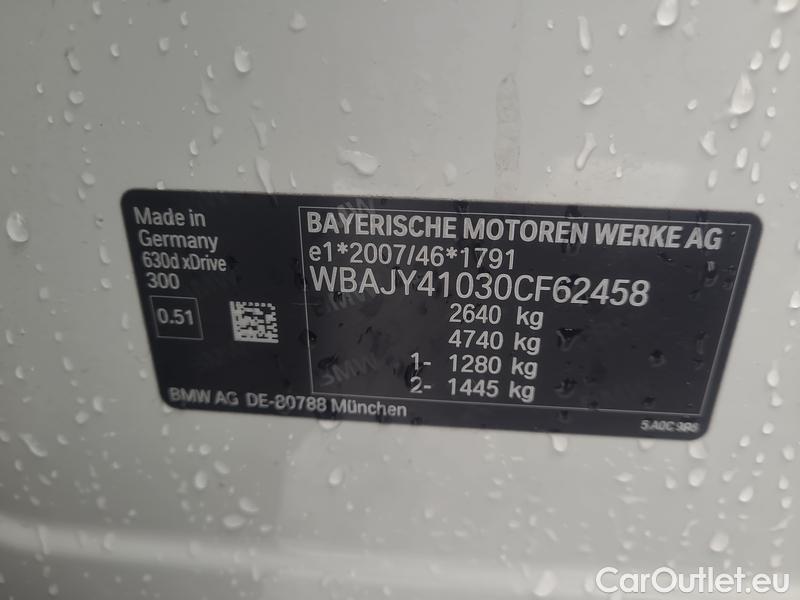 Made in
Germany
630d xDrive
300
0.51
BAYERISCHE MOTOREN WERKE AG
e1*2007/46*1791
WBAJY41030CF62458
2640 kg
4740 kg
1- 1280 kg
2- 1445 kg
BMW AG DE-80788 München
CarOutlet.eu